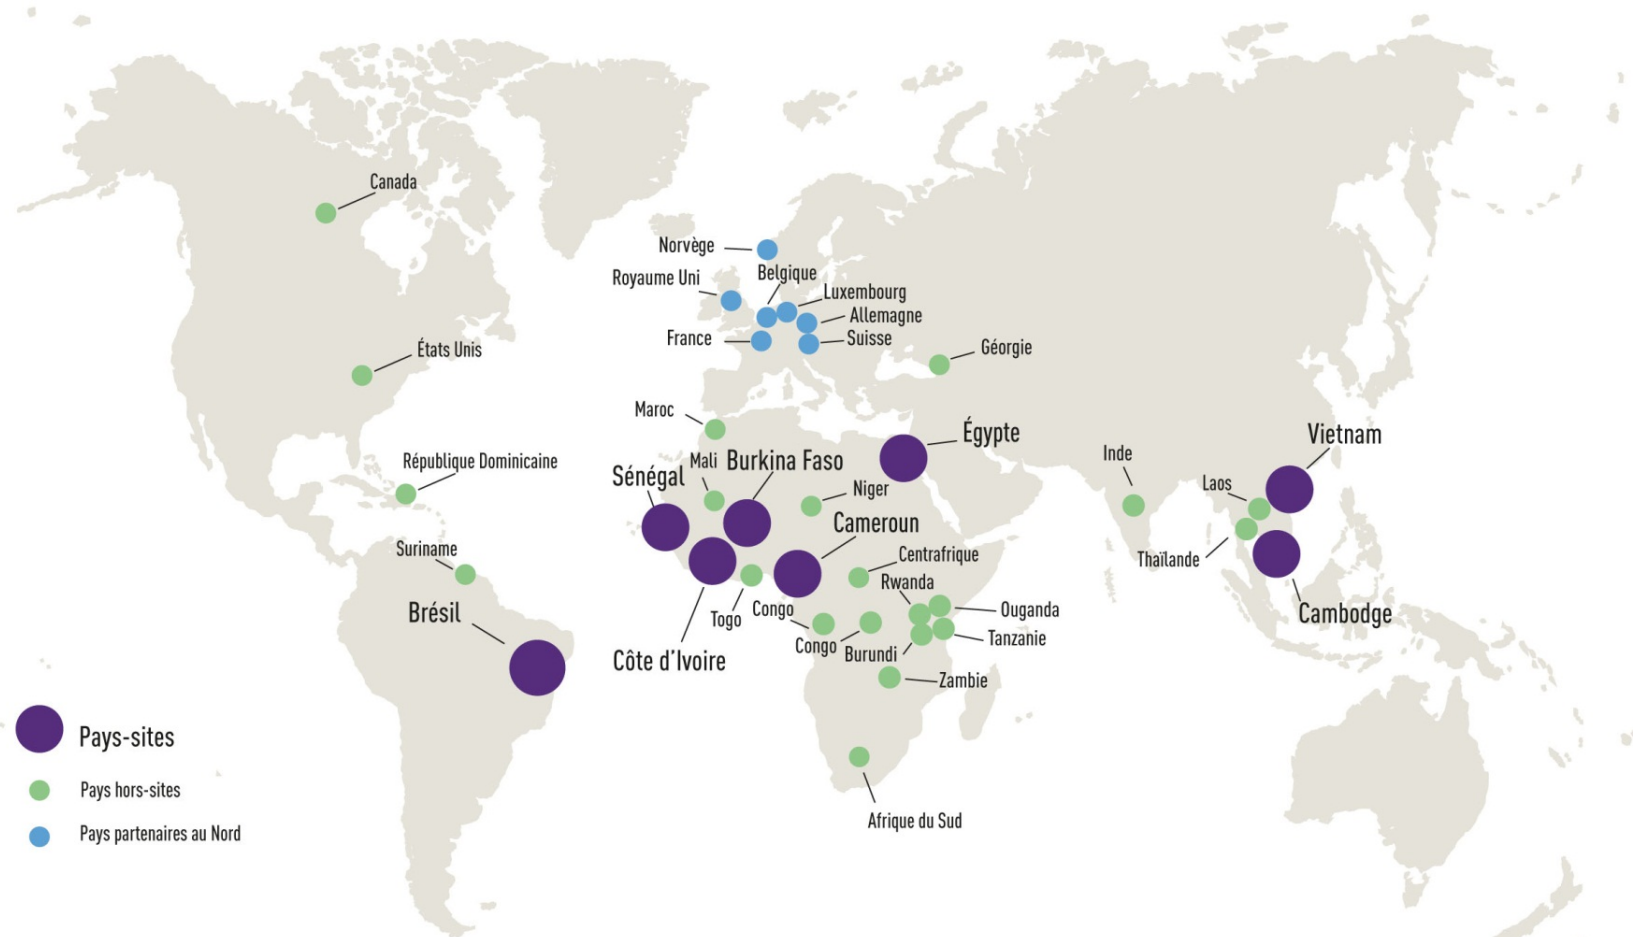 Canada
Norvège
Belgique
Royaume Uni
Luxembourg
Allemagne
France
Suisse
Géorgie
États Unis
Maroc
Égypte
Vietnam
République Dominicaine
Sénégal
Mali
Burkina Faso
Inde
Niger
Laos
Cameroun
Suriname
Centrafrique
Thaïlande
Rwanda
Brésil
Togo
Congo
Ouganda
Cambodge
Congo
Tanzanie
Burundi
Côte d'Ivoire
Zambie
Pays-sites
Pays hors-sites
Afrique du Sud
Pays partenaires au Nord